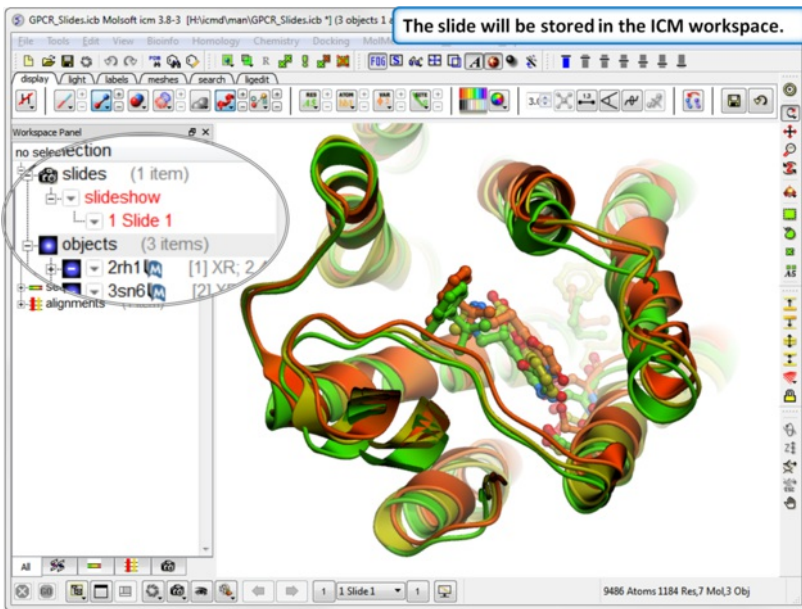 GPCR_Slides.icb Molsoft icm 3.8-3 [H:\icmd\man\GPCR_Slides.icb *] (3 objects 1 a
The slide will be stored in the ICM workspace.
File Edit View Bioinfo Homology Chemistry Docking MolMe
display light labels meshes search ligedit
Workspace Panel
no selection
slides (1 item)
slideshow
1 Slide 1
objects (3 items)
2rh1 [1] XR; 2.4
3sn6 [2] XR
alignments
All
1 1 Slide 1 1
9486 Atoms 1184 Res,7 Mol,3 Obj